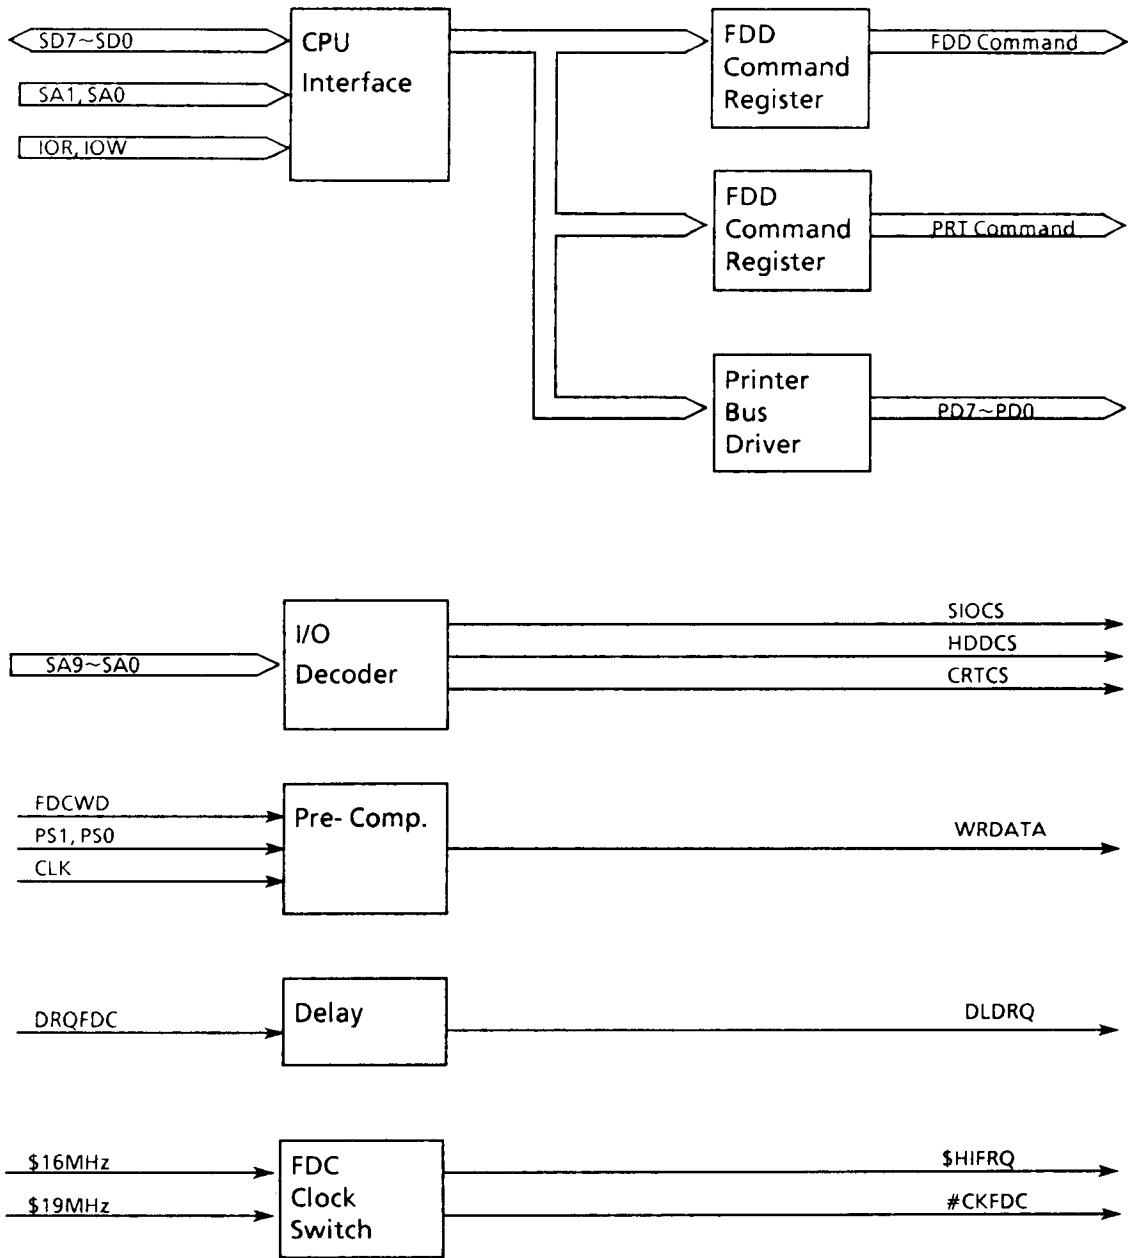 SD7~SD0
SA1, SA0
IOR, IOW
CPU
Interface
FDD
Command
Register
FDD Command
FDD
Command
Register
PRT Command
Printer
Bus
Driver
PD7~PD0
SA9~SA0
I/O
Decoder
SIOCS
HDDCS
CRTCS
FDCWD
PS1, PS0
CLK
Pre- Comp.
WRDATA
DRQFDC
Delay
DLDRQ
$16MHz
$19MHz
FDC
Clock
Switch
$HIFRQ
#CKFDC